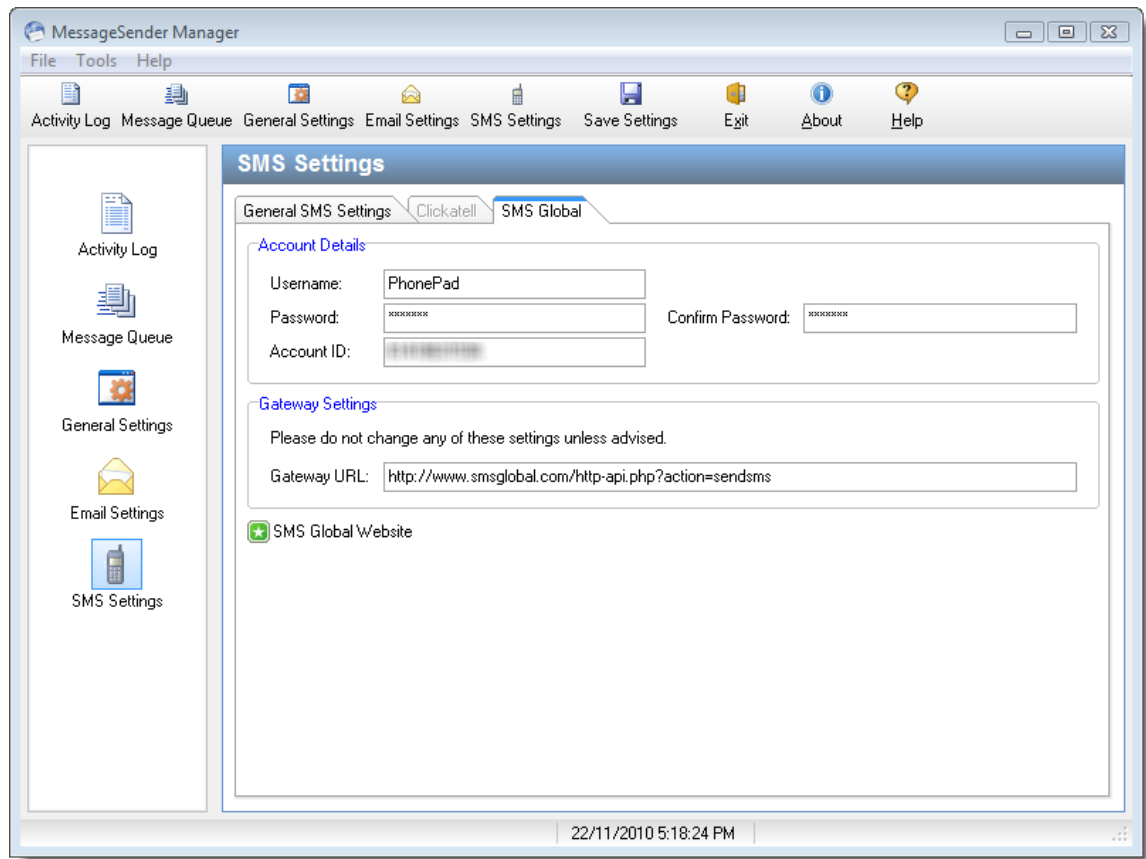 MessageSender Manager
File Tools Help
Activity Log Message Queue General Settings Email Settings SMS Settings Save Settings Exit About Help
SMS Settings
General SMS Settings Clickatell SMS Global
Activity Log
Message Queue
General Settings
Email Settings
SMS Settings
Account Details
Username: PhonePad
Password: ******* Confirm Password: *******
Account ID:
Gateway Settings
Please do not change any of these settings unless advised.
Gateway URL: http://www.smsglobal.com/http-api.php?action=sendsms
SMS Global Website
22/11/2010 5:18:24 PM